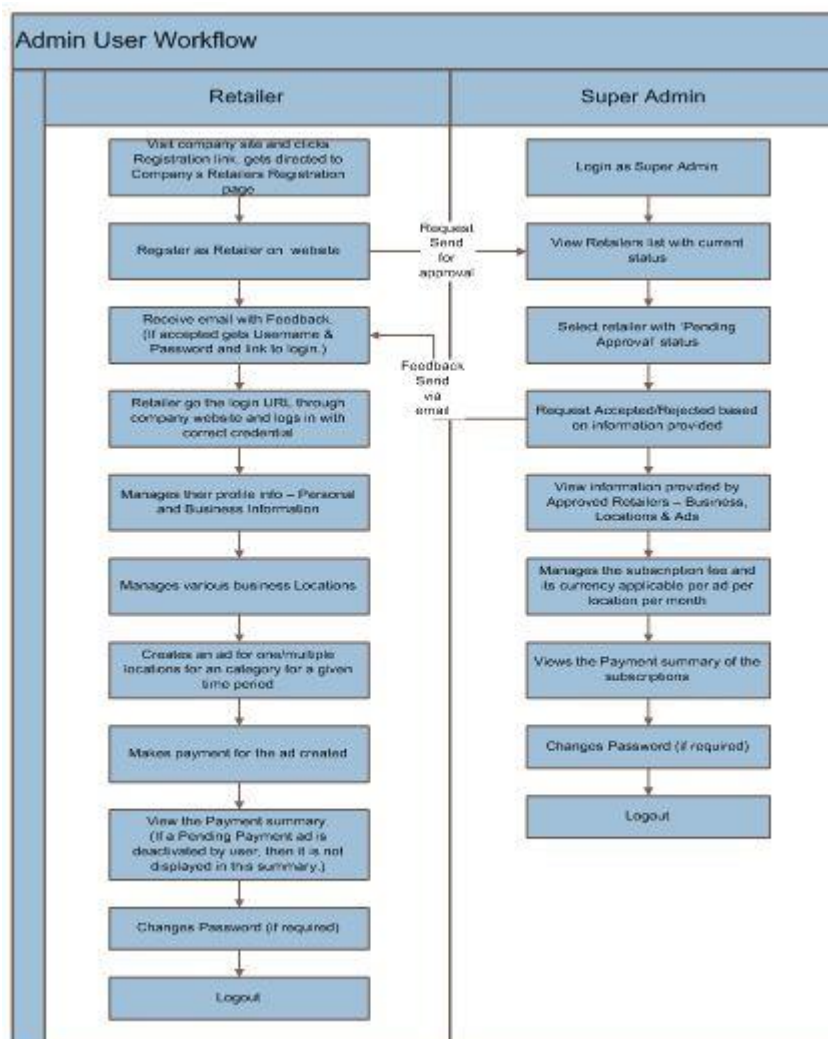 Admin User Workflow
Retailer
Super Admin
Visit company site and clicks
Registration link, gets directed to
Company's Retailers Registration
page
Register as Retailer on website
Receive email with Feedback.
(If accepted gets Username &
Password and link to login.)
Retailer go the login URL through
company website and logs in with
correct credential
Manages their profile info – Personal
and Business Information
Manages various business Locations
Creates an ad for one/multiple
locations for an category for a given
time period
Makes payment for the ad created
View the Payment summary.
(If a Pending Payment ad is
deactivated by user, then it is not
displayed in this summary.)
Changes Password (if required)
Logout
Request
Send
for
approval
Feedback
Send
via
email
Login as Super Admin
View Retailers list with current
status
Select retailer with 'Pending
Approval' status
Request Accepted/Rejected based
on information provided
View information provided by
Approved Retailers – Business,
Locations & Ads
Manages the subscription fee and
its currency applicable per ad per
location per month
Views the Payment summary of the
subscriptions
Changes Password (if required)
Logout